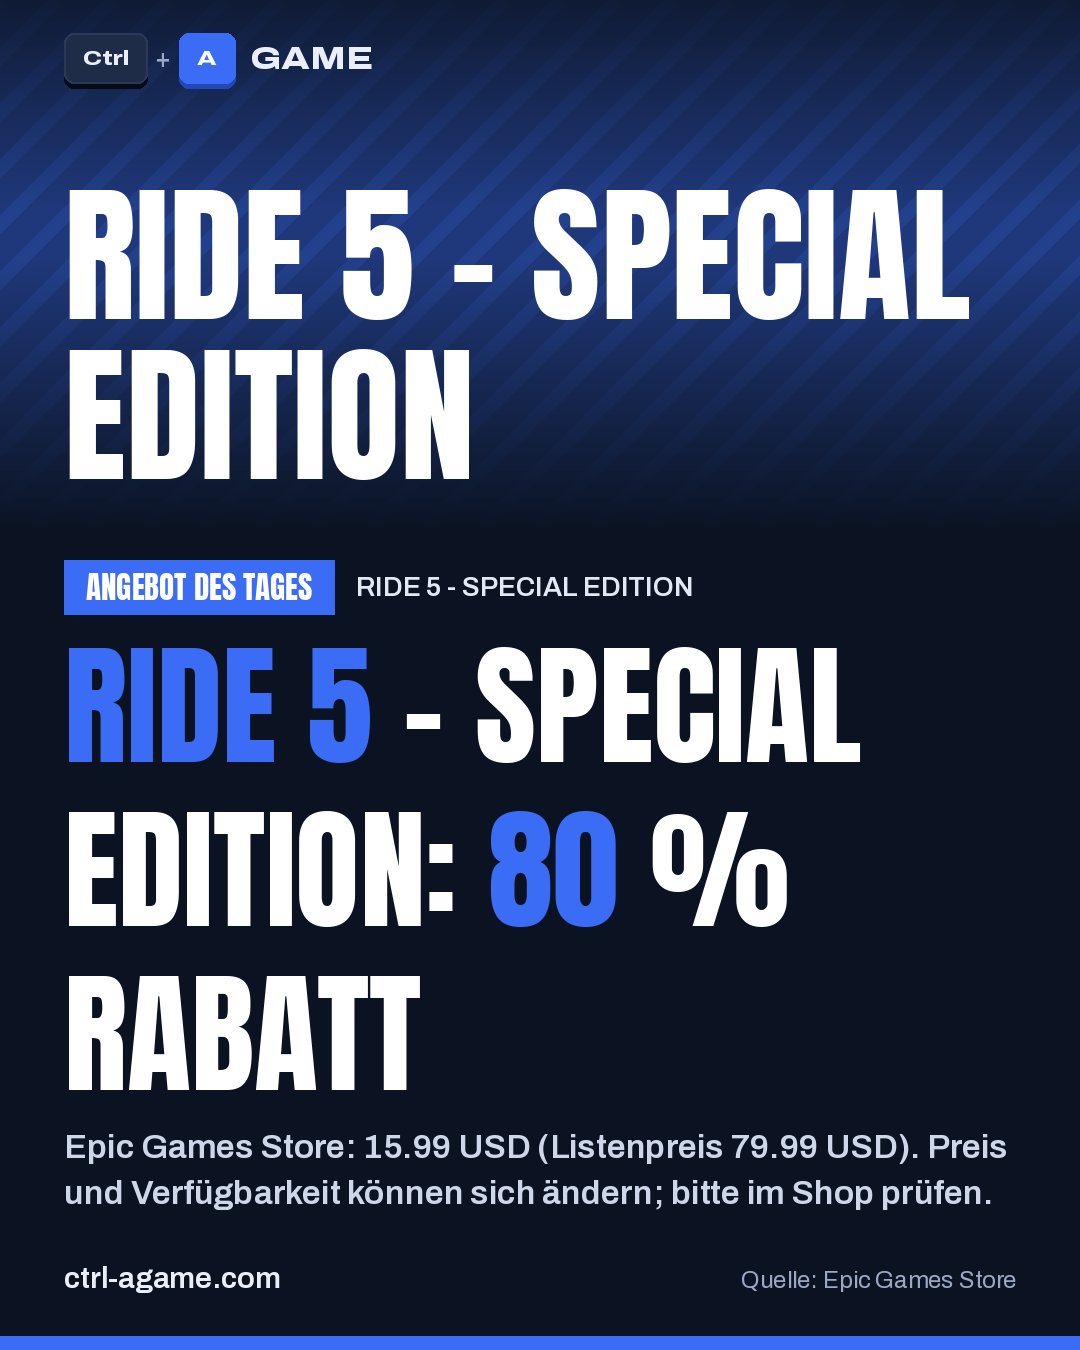 Ctrl + A GAME
RIDE 5 - SPECIAL
EDITION
ANGEBOT DES TAGES RIDE 5 - SPECIAL EDITION
RIDE 5 - SPECIAL
EDITION: 80 %
RABATT
Epic Games Store: 15.99 USD (Listenpreis 79.99 USD). Preis
und Verfügbarkeit können sich ändern; bitte im Shop prüfen.
ctrl-agame.com
Quelle: Epic Games Store